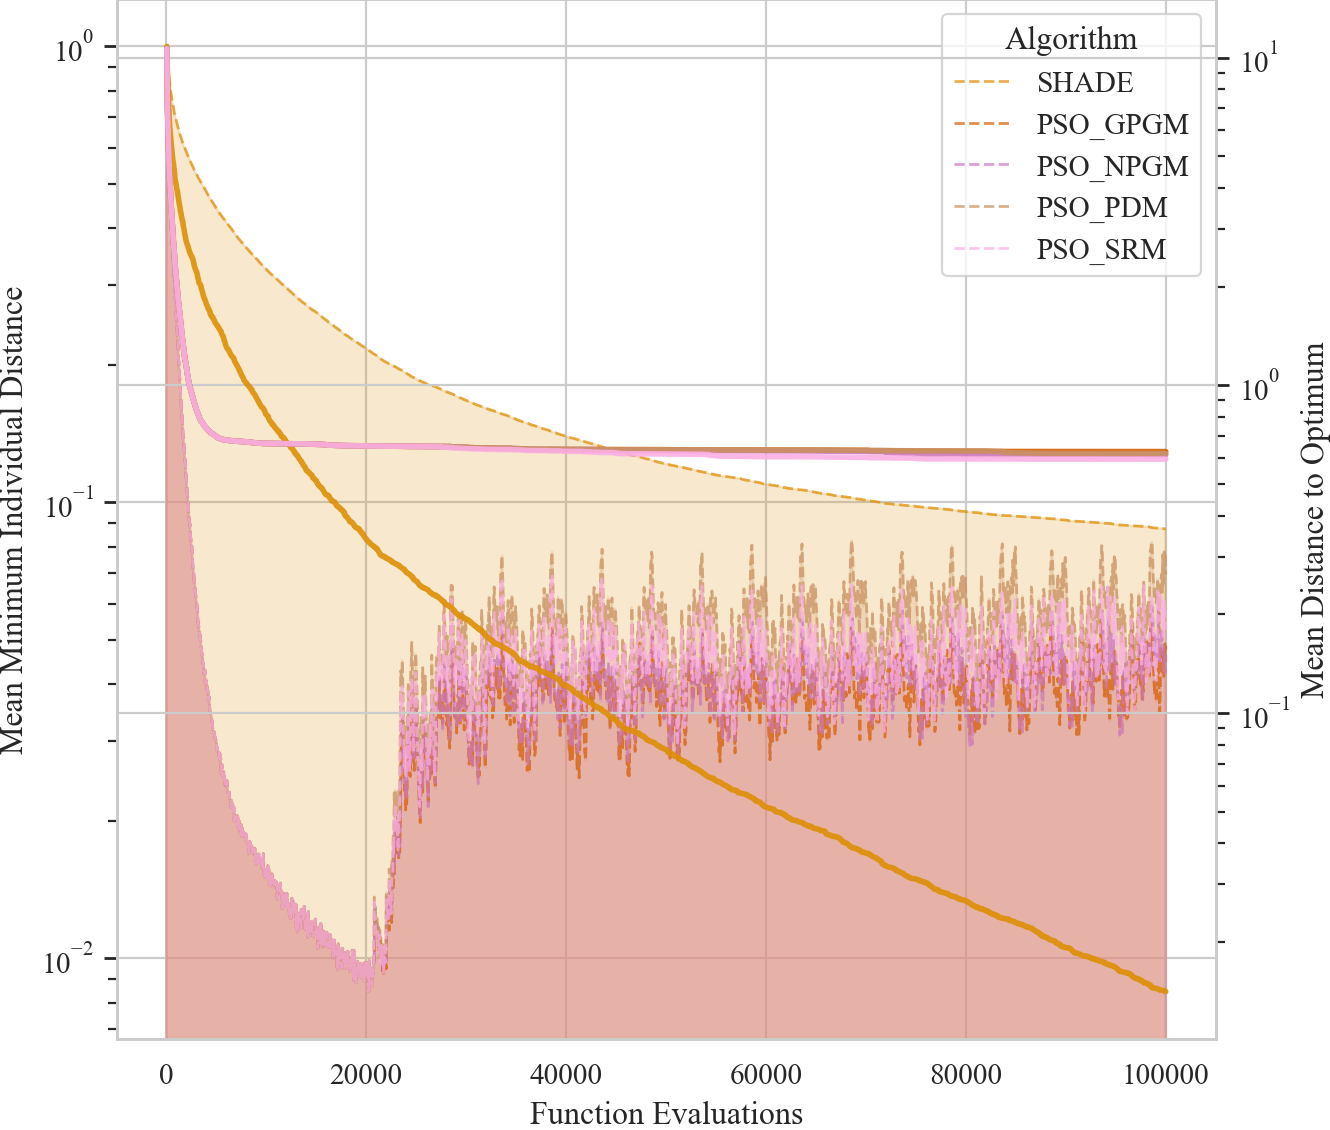 Algorithm
SHADE
PSO_GPGM
PSO_NPGM
PSO_PDM
PSO_SRM
10^0
10^−1
10^−2
Mean Minimum Individual Distance
10^1
10^0
10^−1
Mean Distance to Optimum
0 20000 40000 60000 80000 100000
Function Evaluations